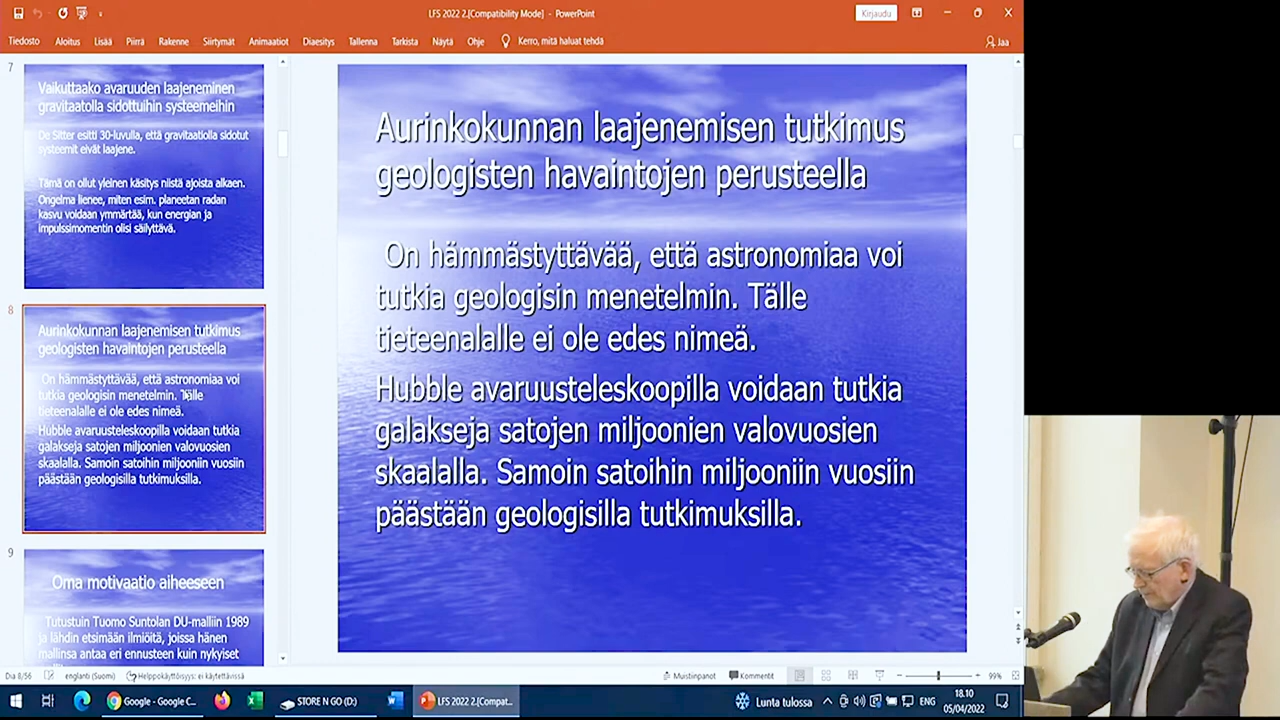 LFS 2022 2.[Compatibility Mode] - PowerPoint
Kirjaudu
Tiedosto Aloitus Lisää Piirrä Rakenne Siirtymät Animaatiot Diaesitys Tallenna Tarkista Näytä Ohje Kerro, mitä haluat tehdä Jaa
7
Vaikuttaako avaruuden laajeneminen
gravitaatolla sidottuihin systeemeihin
De Sitter esitti 30-luvulla, että gravitaatiolla sidotut
systeemit eivät laajene.
Tämä on ollut yleinen käsitys niistä ajoista alkaen.
Ongelma lienee, miten esim. planeetan radan
kasvu voidaan ymmärtää, kun energian ja
impulssimomentin olisi säilyttävä.
8
Aurinkokunnan laajenemisen tutkimus
geologisten havaintojen perusteella
On hämmästyttävää, että astronomiaa voi
tutkia geologisin menetelmin. Tälle
tieteenalalle ei ole edes nimeä.
Hubble avaruusteleskoopilla voidaan tutkia
galakseja satojen miljoonien valovuosien
skaalalla. Samoin satoihin miljooniin vuosiin
päästään geologisilla tutkimuksilla.
9
Oma motivaatio aiheeseen
Tutustuin Tuomo Suntolan DU-malliin 1989
ja lähdin etsimään ilmiöitä, joissa hänen
mallinsa antaa eri ennusteen kuin nykyiset
Aurinkokunnan laajenemisen tutkimus
geologisten havaintojen perusteella
On hämmästyttävää, että astronomiaa voi
tutkia geologisin menetelmin. Tälle
tieteenalalle ei ole edes nimeä.
Hubble avaruusteleskoopilla voidaan tutkia
galakseja satojen miljoonien valovuosien
skaalalla. Samoin satoihin miljooniin vuosiin
päästään geologisilla tutkimuksilla.
Dia 8/56 englanti (Suomi) Helppokäyttöisyys: ei käytettävissä Muistiinpanot Kommentit 99%
Google - Google C... STORE N GO (D:) LFS 2022 2.[Compat... Lunta tulossa ENG 18.10
05/04/2022